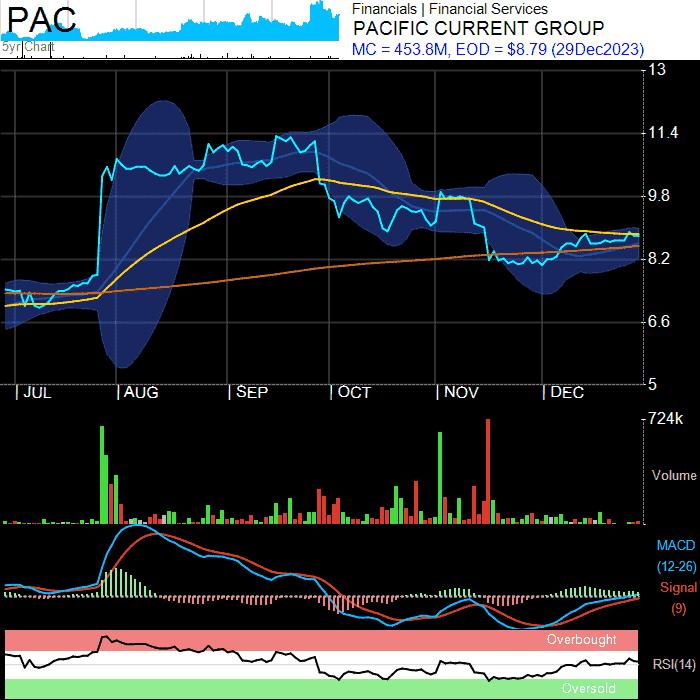 PAC
5yr Chart
Financials | Financial Services
PACIFIC CURRENT GROUP
MC = 453.8M, EOD = $8.79 (29Dec2023)
13
11.4
9.8
8.2
6.6
5
| JUL | AUG | SEP | OCT | NOV | DEC
724k
Volume
MACD
(12-26)
Signal
(9)
Overbought
RSI(14)
Oversold